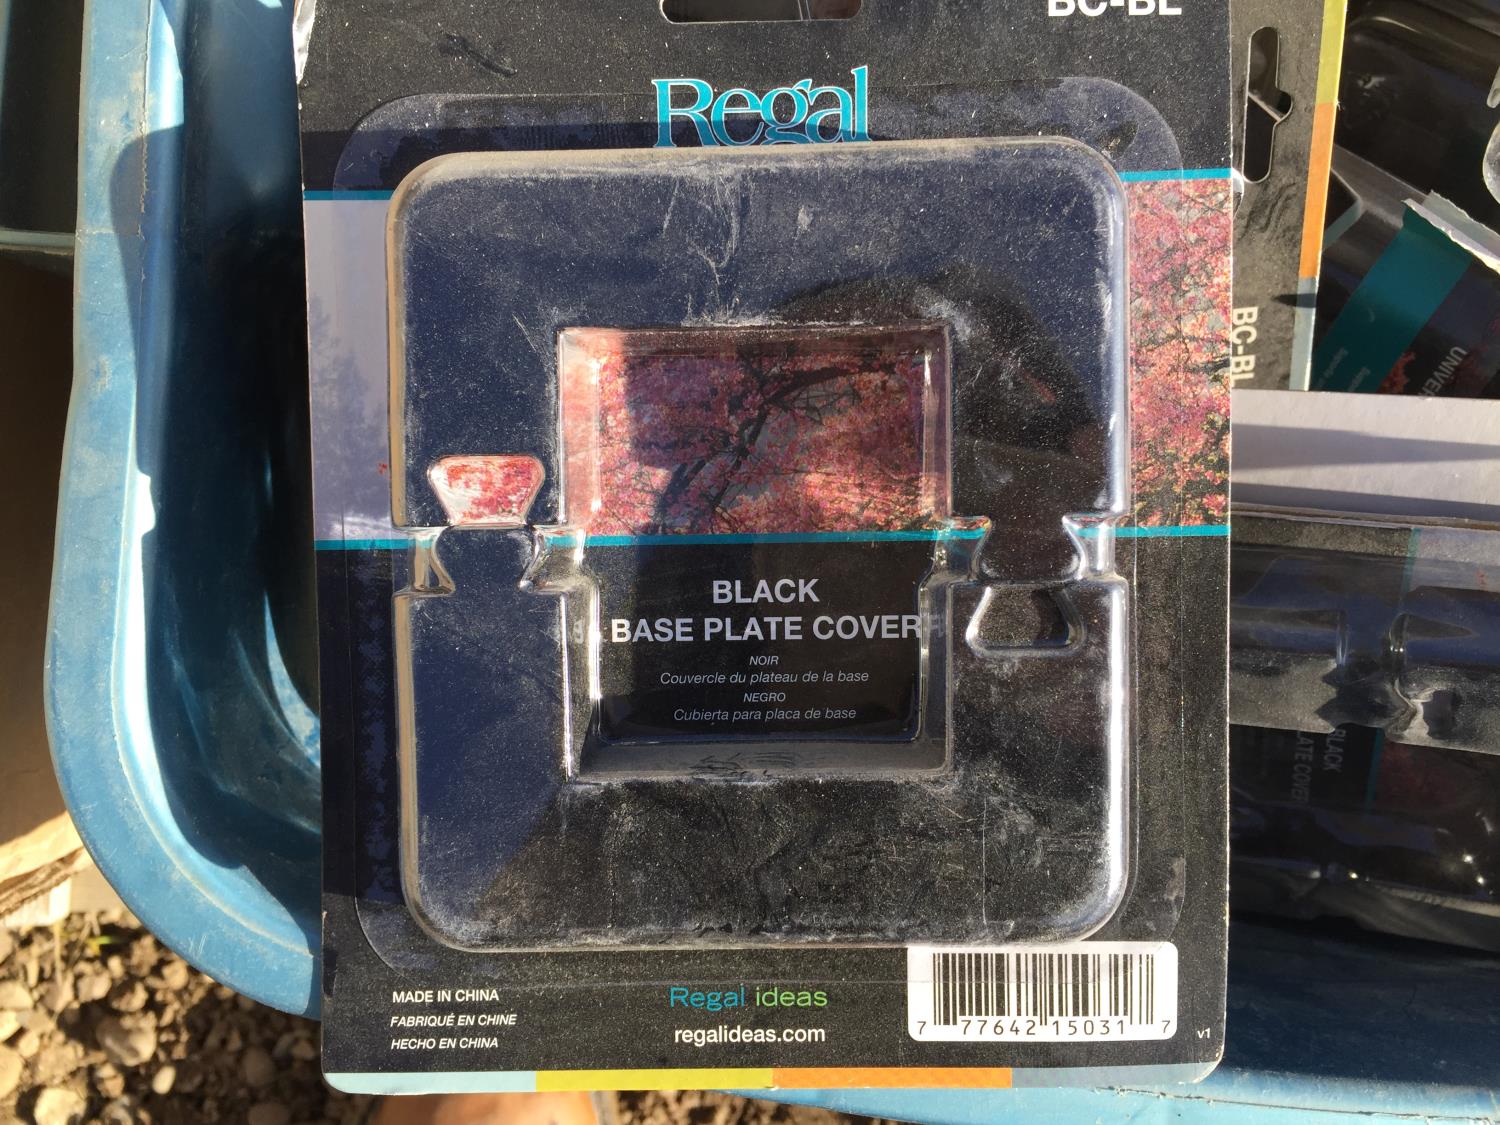 BC-BL
Regal
BLACK
BASE PLATE COVER
NOIR
Couvercle du plateau de la base
NEGRO
Cubierta para placa de base
MADE IN CHINA
FABRIQUÉ EN CHINE
HECHO EN CHINA
Regal ideas
regalideas.com
7 77642 15031 7
v1
BC-BL
BLACK